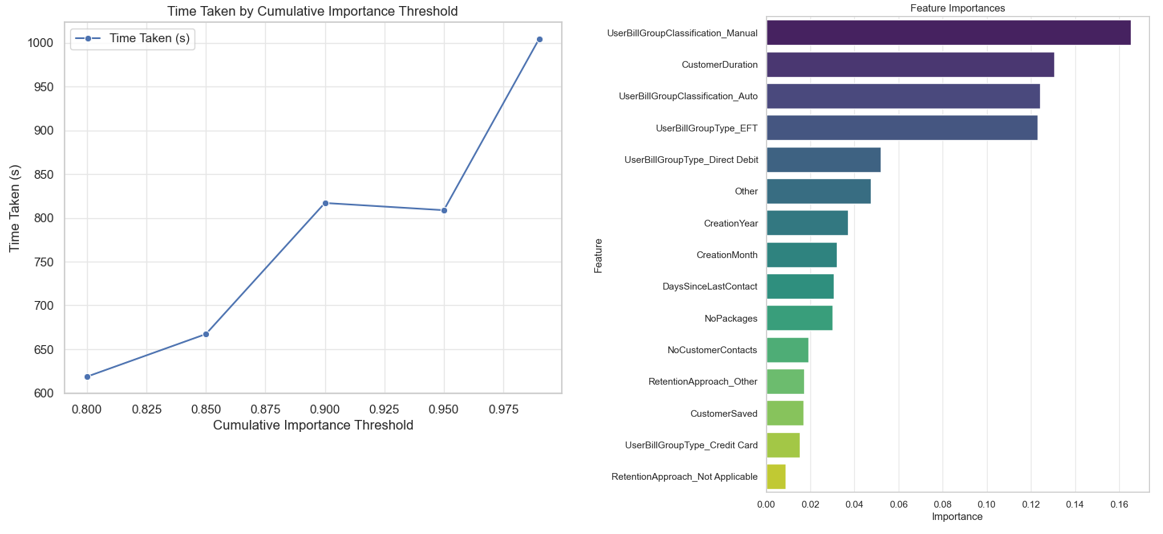 Time Taken by Cumulative Importance Threshold
Time Taken (s)
1000
950
900
850
800
750
700
650
600
Time Taken (s)
0.800 0.825 0.850 0.875 0.900 0.925 0.950 0.975
Cumulative Importance Threshold
Feature Importances
UserBillGroupClassification_Manual
CustomerDuration
UserBillGroupClassification_Auto
UserBillGroupType_EFT
UserBillGroupType_Direct Debit
Other
CreationYear
CreationMonth
DaysSinceLastContact
NoPackages
NoCustomerContacts
RetentionApproach_Other
CustomerSaved
UserBillGroupType_Credit Card
RetentionApproach_Not Applicable
Feature
0.00 0.02 0.04 0.06 0.08 0.10 0.12 0.14 0.16
Importance